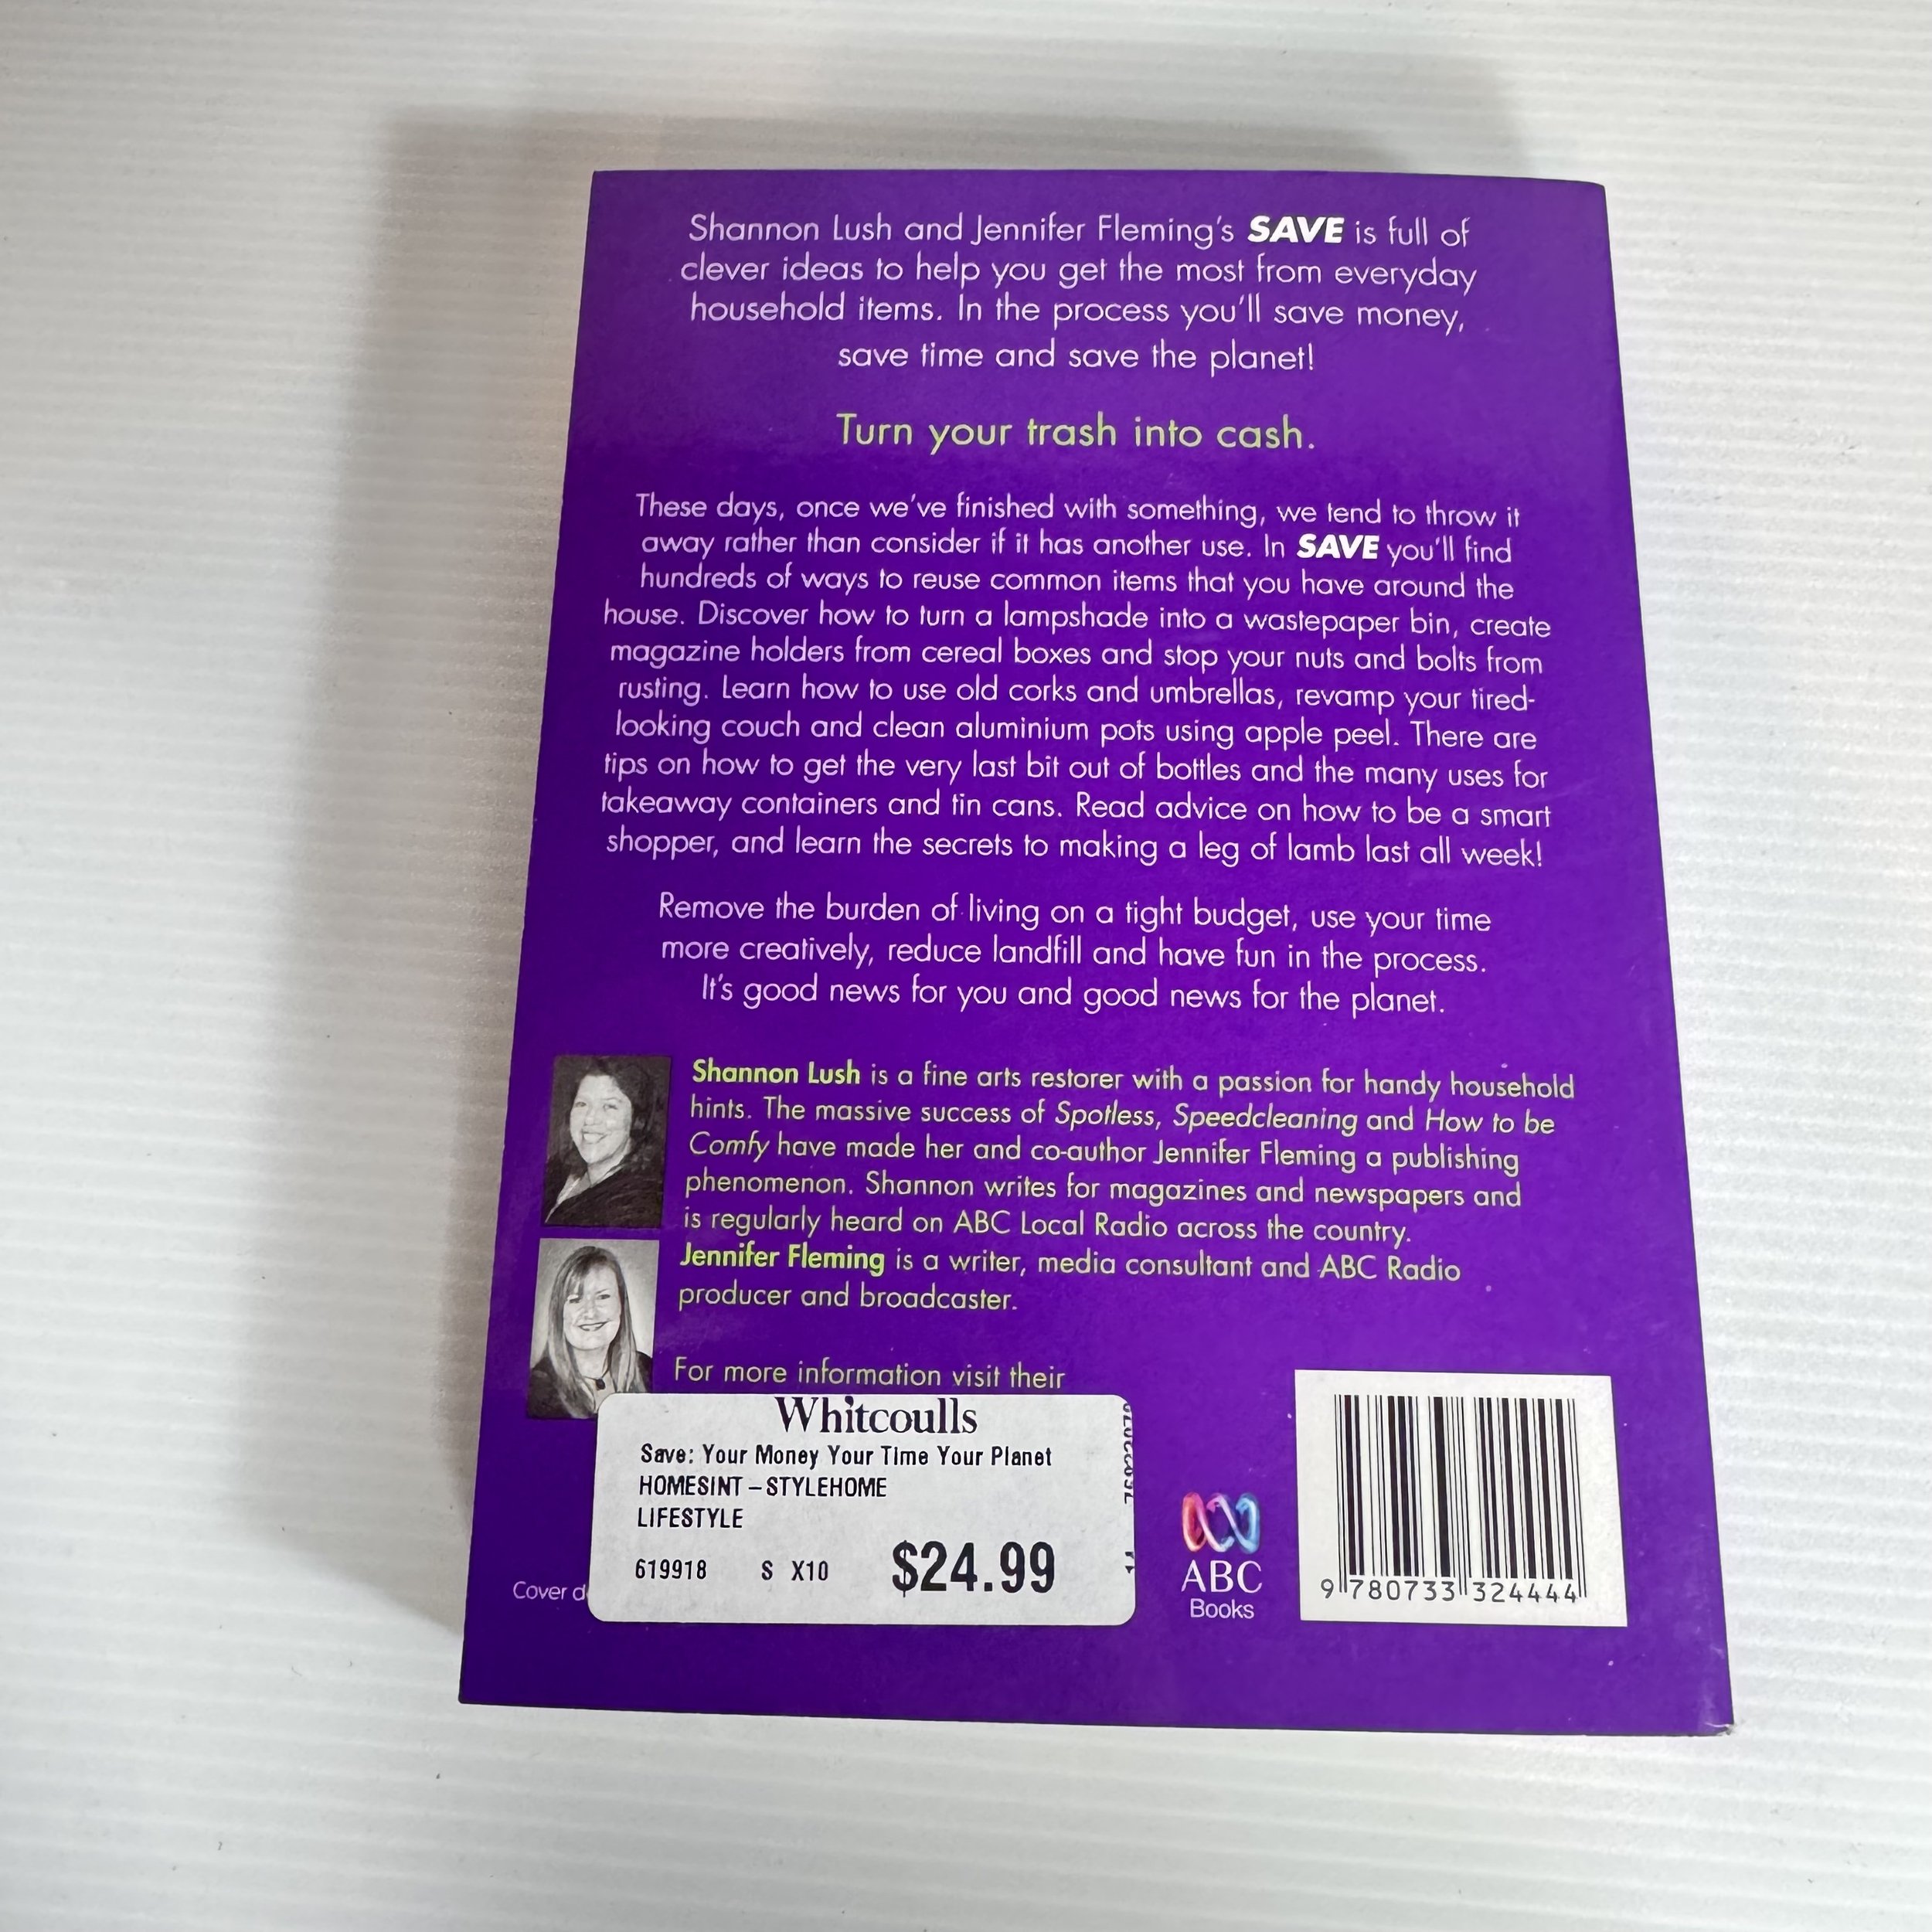 Shannon Lush and Jennifer Fleming's SAVE is full of
clever ideas to help you get the most from everyday
household items. In the process you'll save money,
save time and save the planet!
Turn your trash into cash.
These days, once we've finished with something, we tend to throw it
away rather than consider if it has another use. In SAVE you'll find
hundreds of ways to reuse common items that you have around the
house. Discover how to turn a lampshade into a wastepaper bin, create
magazine holders from cereal boxes and stop your nuts and bolts from
rusting. Learn how to use old corks and umbrellas, revamp your tired-
looking couch and clean aluminium pots using apple peel. There are
tips on how to get the very last bit out of bottles and the many uses for
takeaway containers and tin cans. Read advice on how to be a smart
shopper, and learn the secrets to making a leg of lamb last all week!
Remove the burden of living on a tight budget, use your time
more creatively, reduce landfill and have fun in the process.
It's good news for you and good news for the planet.
Shannon Lush is a fine arts restorer with a passion for handy household
hints. The massive success of Spotless, Speedcleaning and How to be
Comfy have made her and co-author Jennifer Fleming a publishing
phenomenon. Shannon writes for magazines and newspapers and
is regularly heard on ABC Local Radio across the country.
Jennifer Fleming is a writer, media consultant and ABC Radio
producer and broadcaster.
For more information visit their
Whitcoulls
Save: Your Money Your Time Your Planet
HOMESINT – STYLEHOME
LIFESTYLE
619918 S X10 $24.99
Cover d
ABC
Books
9 780733 324444